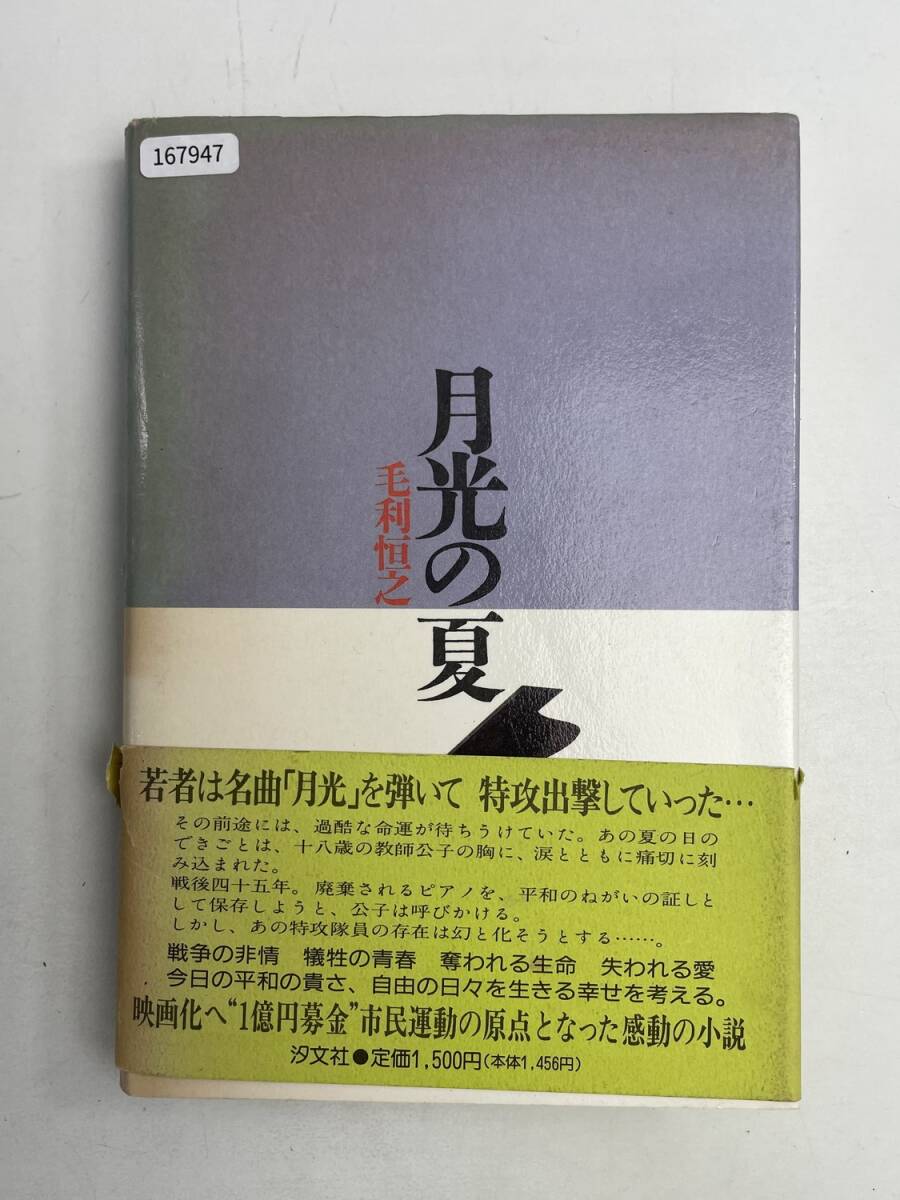 167947
月光の夏
毛利恒之
若者は名曲「月光」を弾いて 特攻出撃していった…
その前途には、過酷な命運が待ちうけていた。あの夏の日の
できごとは、十八歳の教師公子の胸に、涙とともに痛切に刻
み込まれた。
戦後四十五年。廃棄されるピアノを、平和のねがいの証しと
して保存しようと、公子は呼びかける。
しかし、あの特攻隊員の存在は幻と化そうとする……。
戦争の非情 犠牲の青春 奪われる生命 失われる愛
今日の平和の貴さ、自由の日々を生きる幸せを考える。
映画化へ“1億円募金”市民運動の原点となった感動の小説
汐文社●定価1,500円(本体1,456円)